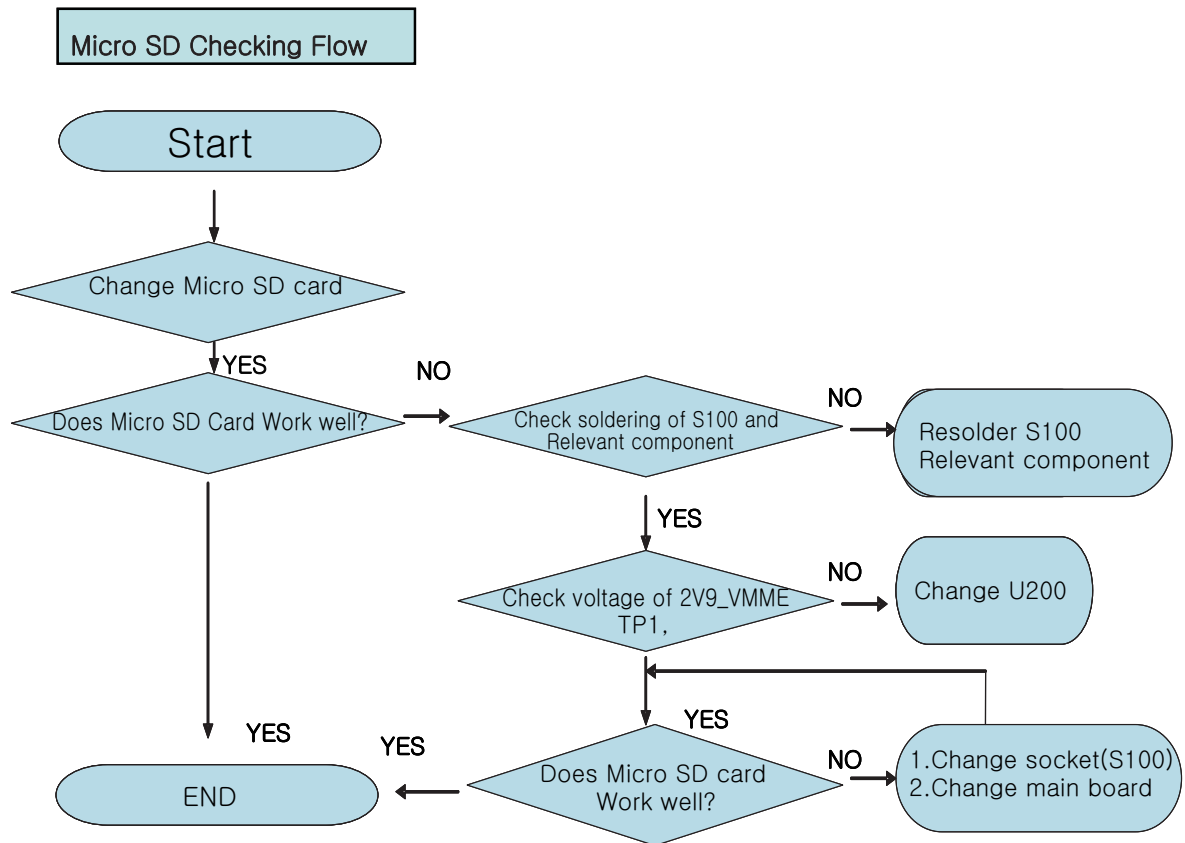 Micro SD Checking Flow
Start
Change Micro SD card
YES
Does Micro SD Card Work well?
NO
Check soldering of S100 and
Relevant component
NO
Resolder S100
Relevant component
YES
Check voltage of 2V9_VMME
TP1,
NO
Change U200
YES
Does Micro SD card
Work well?
NO
1.Change socket(S100)
2.Change main board
YES
YES
END